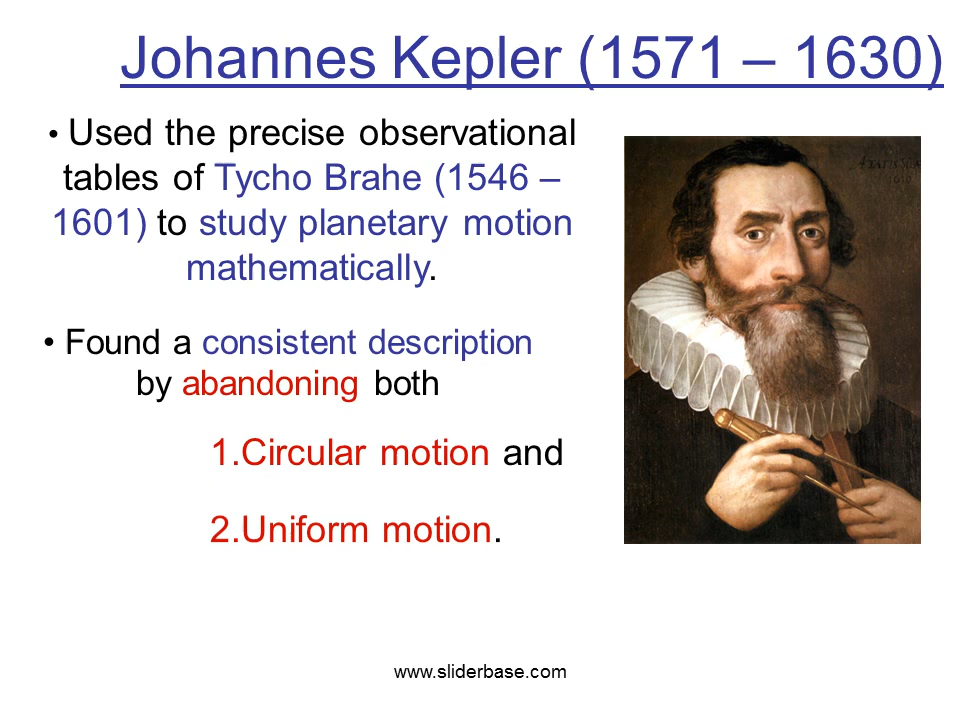 Johannes Kepler (1571 – 1630)
• Used the precise observational
tables of Tycho Brahe (1546 –
1601) to study planetary motion
mathematically.
• Found a consistent description
by abandoning both
1.Circular motion and
2.Uniform motion.
www.sliderbase.com